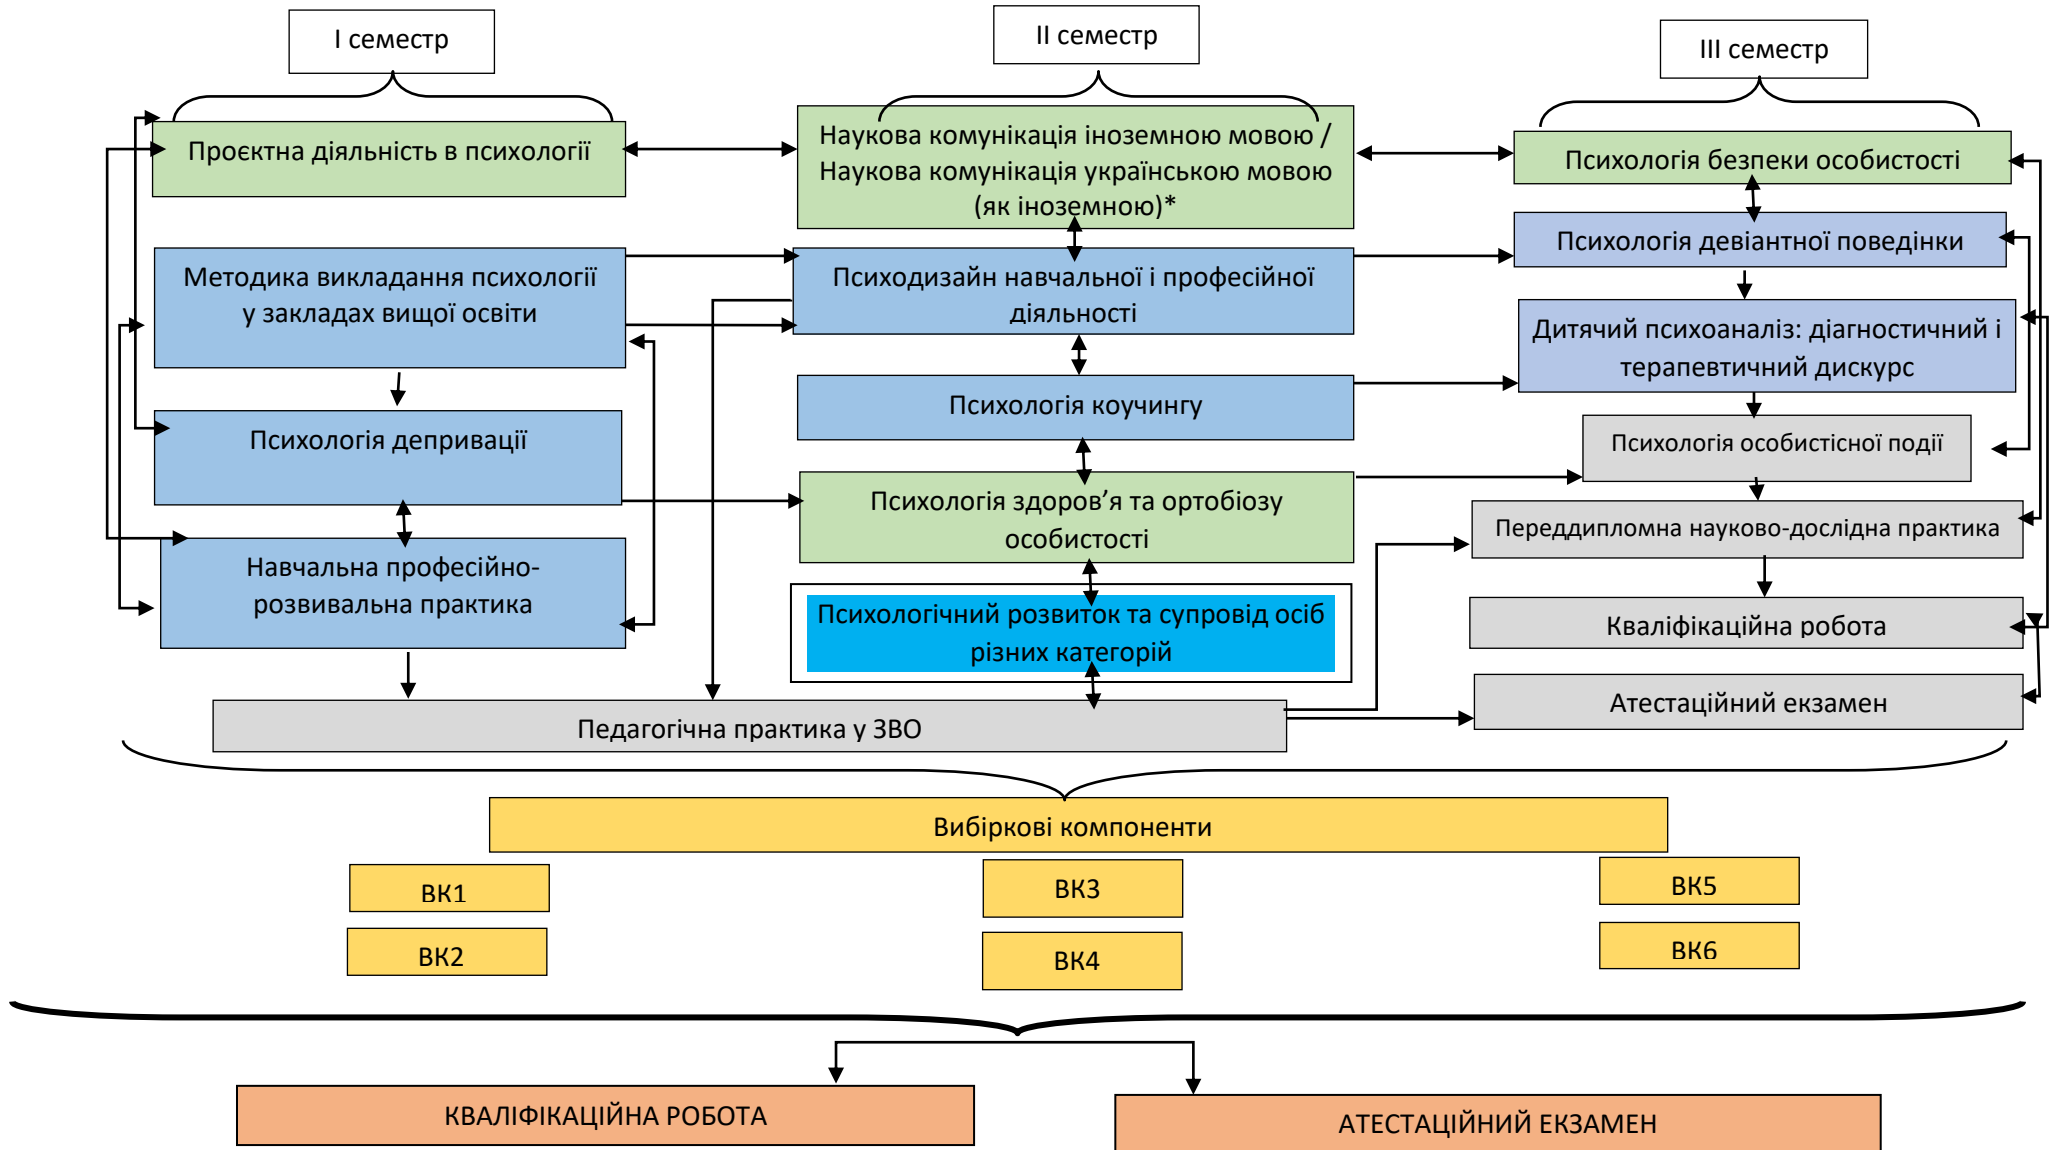 І семестр
ІІ семестр
ІІІ семестр
Проєктна діяльність в психології
Методика викладання психології
у закладах вищої освіти
Психологія депривації
Навчальна професійно-
розвивальна практика
Наукова комунікація іноземною мовою /
Наукова комунікація українською мовою
(як іноземною)*
Психодизайн навчальної і професійної
діяльності
Психологія коучингу
Психологія здоров’я та ортобіозу
особистості
Психологічний розвиток та супровід осіб
різних категорій
Педагогічна практика у ЗВО
Психологія безпеки особистості
Психологія девіантної поведінки
Дитячий психоаналіз: діагностичний і
терапевтичний дискурс
Психологія особистісної події
Переддипломна науково-дослідна практика
Кваліфікаційна робота
Атестаційний екзамен
Вибіркові компоненти
ВК1
ВК3
ВК5
ВК2
ВК4
ВК6
КВАЛІФІКАЦІЙНА РОБОТА
АТЕСТАЦІЙНИЙ ЕКЗАМЕН